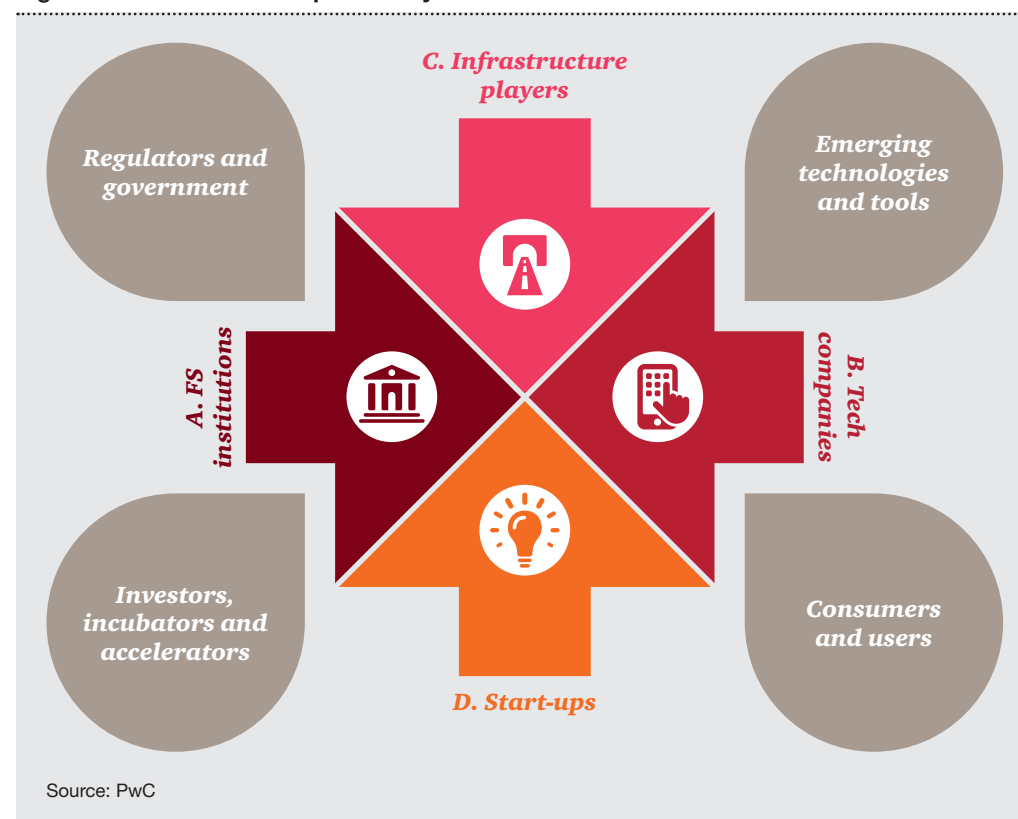 C. Infrastructure
players
Regulators and
government
Emerging
technologies
and tools
A. FS
institutions
B. Tech
companies
Investors,
incubators and
accelerators
Consumers
and users
D. Start-ups
Source: PwC